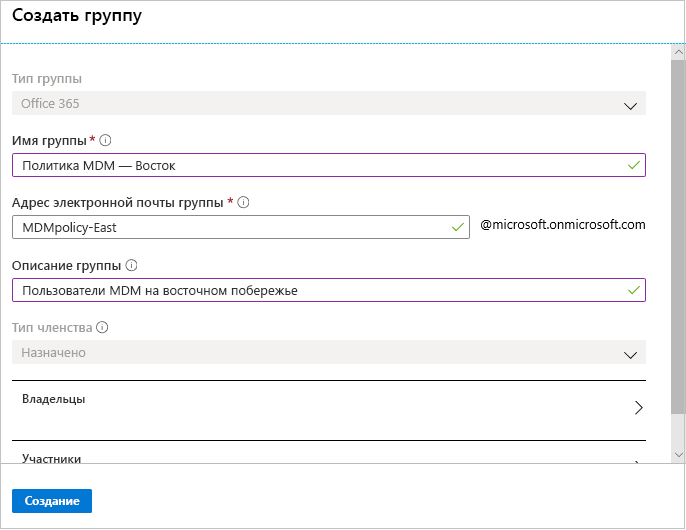 Создать группу
Тип группы
Office 365
Имя группы *
Политика MDM — Восток
Адрес электронной почты группы *
MDMpolicy-East @microsoft.onmicrosoft.com
Описание группы
Пользователи MDM на восточном побережье
Тип членства
Назначено
Владельцы
Участники
Создание